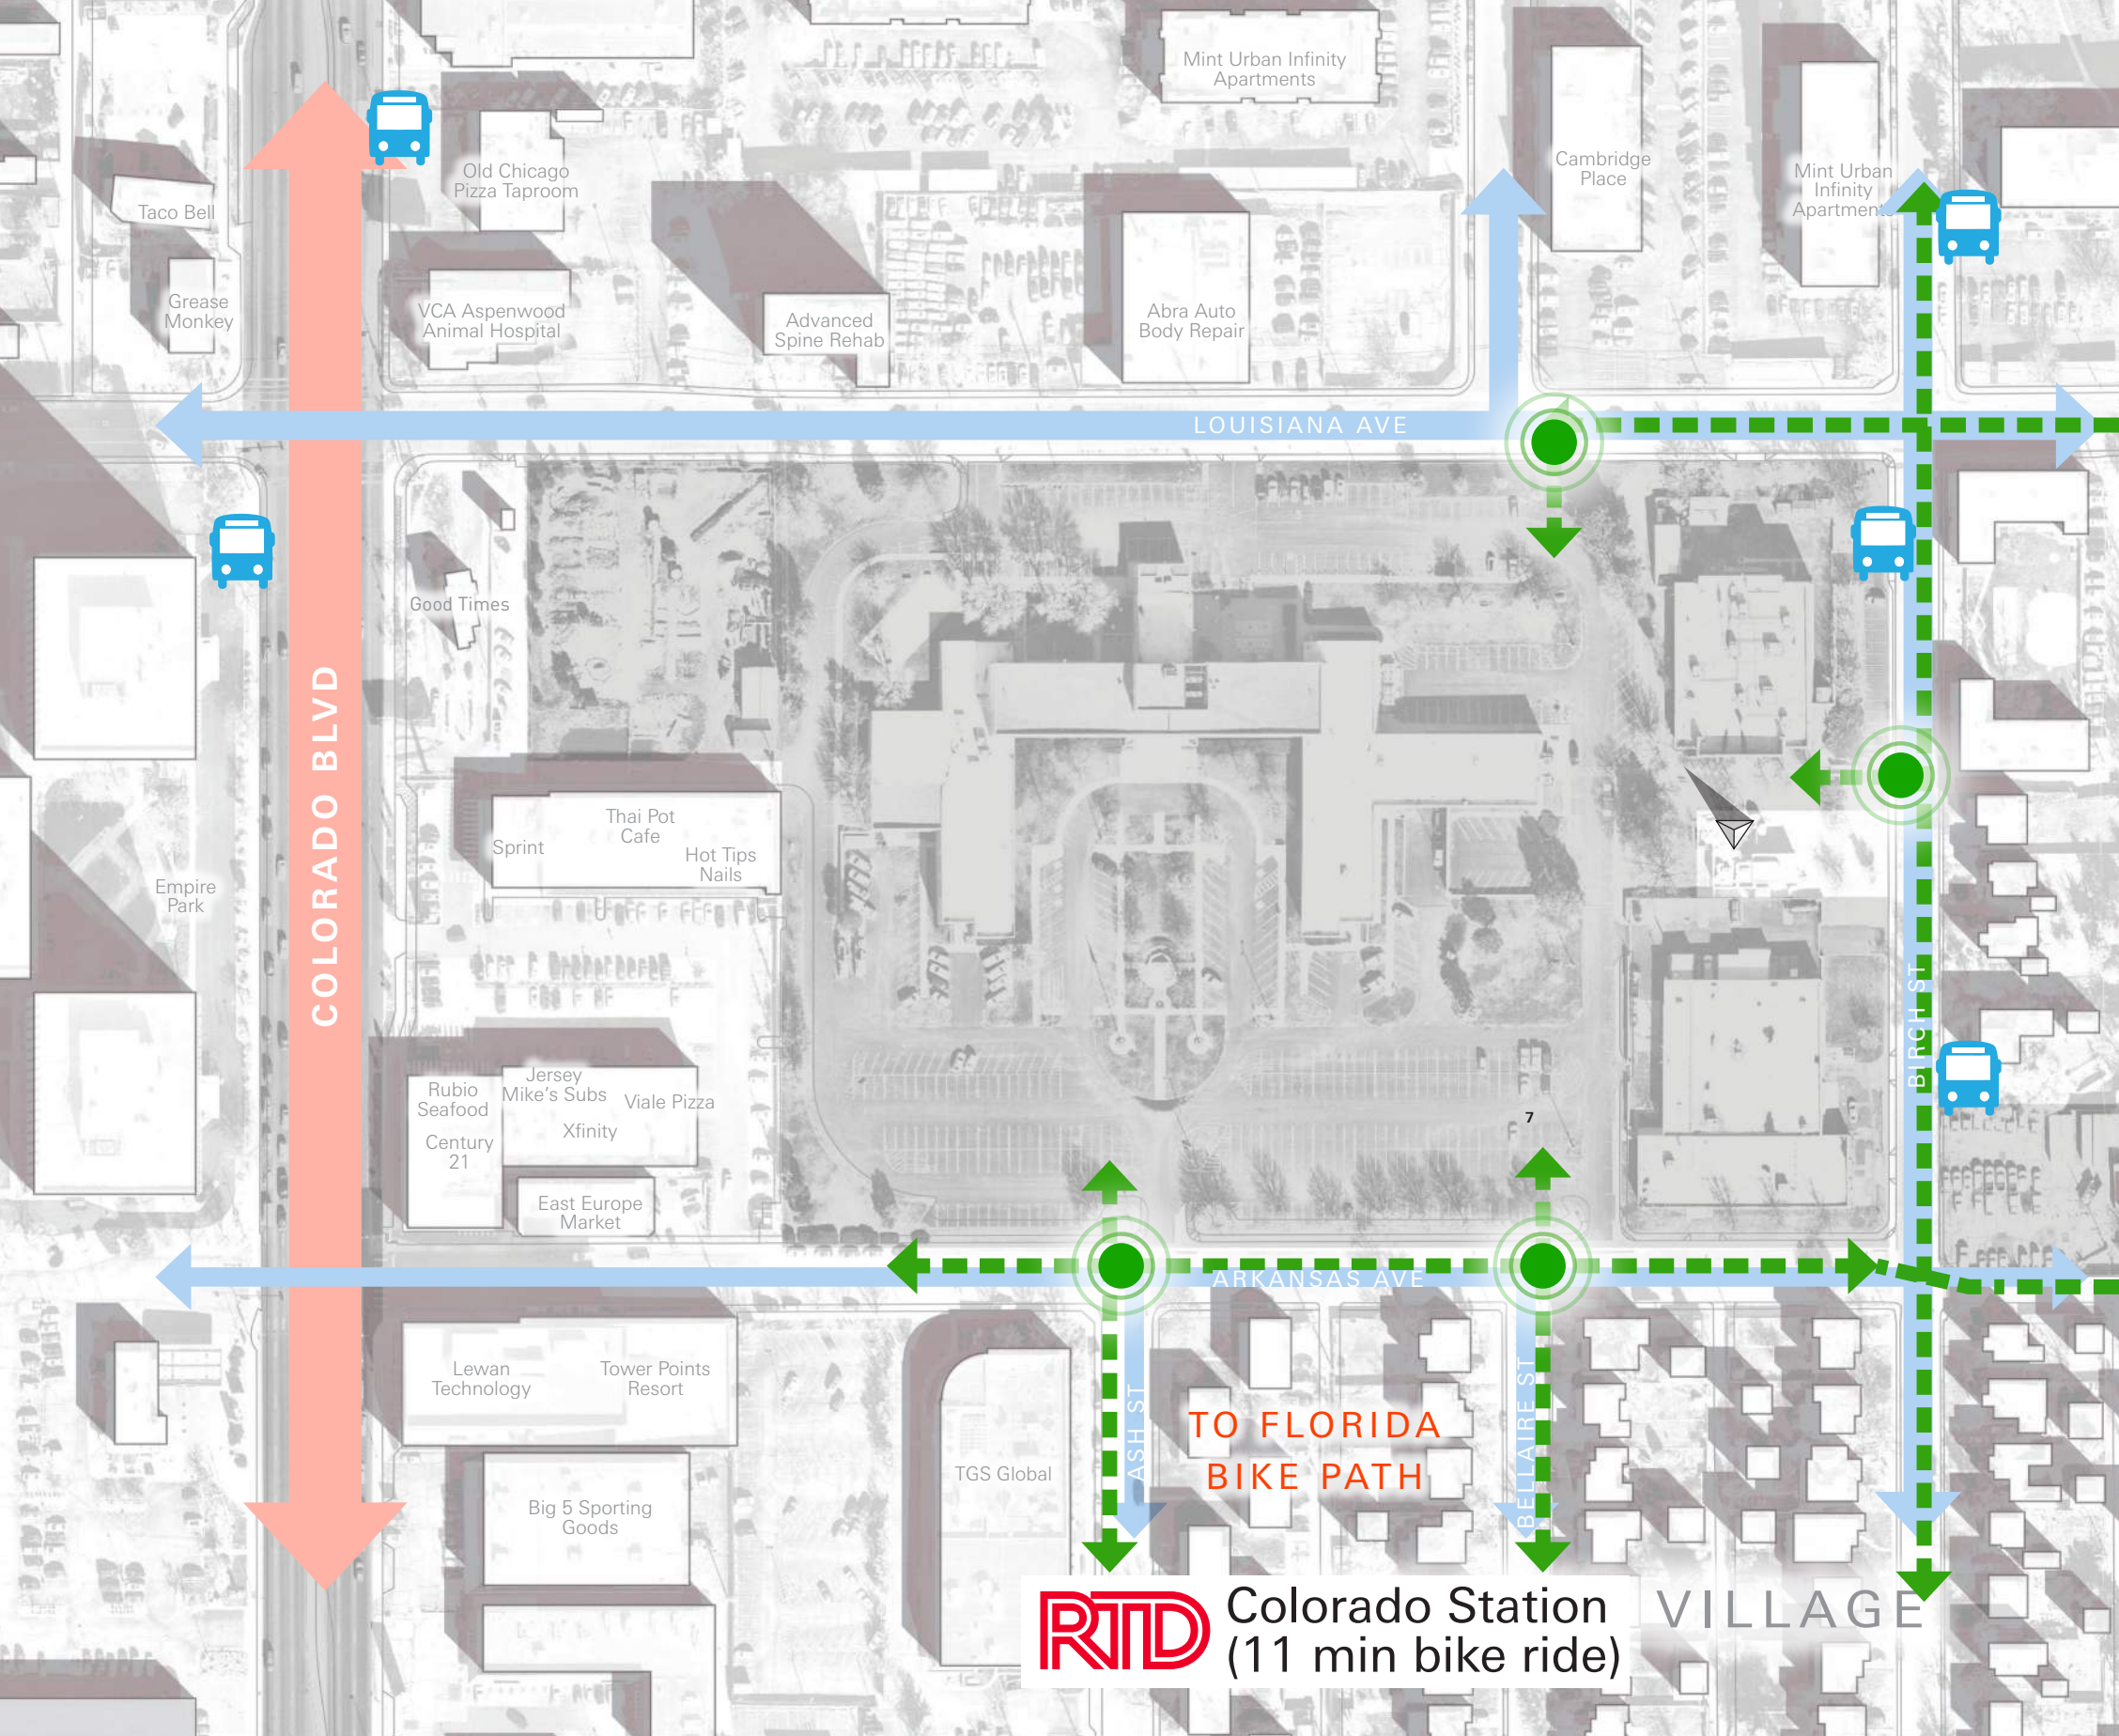 Mint Urban Infinity
Apartments
Old Chicago
Pizza Taproom
Cambridge
Place
Mint Urban
Infinity
Apartments
Taco Bell
Grease
Monkey
VCA Aspenwood
Animal Hospital
Advanced
Spine Rehab
Abra Auto
Body Repair
LOUISIANA AVE
Good Times
COLORADO BLVD
Thai Pot
Cafe
Sprint
Hot Tips
Nails
Empire
Park
BIRCH ST
Rubio
Seafood
Jersey
Mike's Subs
Viale Pizza
Xfinity
Century
21
7
East Europe
Market
ARKANSAS AVE
Lewan
Technology
Tower Points
Resort
ASH ST
BELLAIRE ST
TO FLORIDA
BIKE PATH
TGS Global
Big 5 Sporting
Goods
RTD
Colorado Station
(11 min bike ride)
VILLAGE